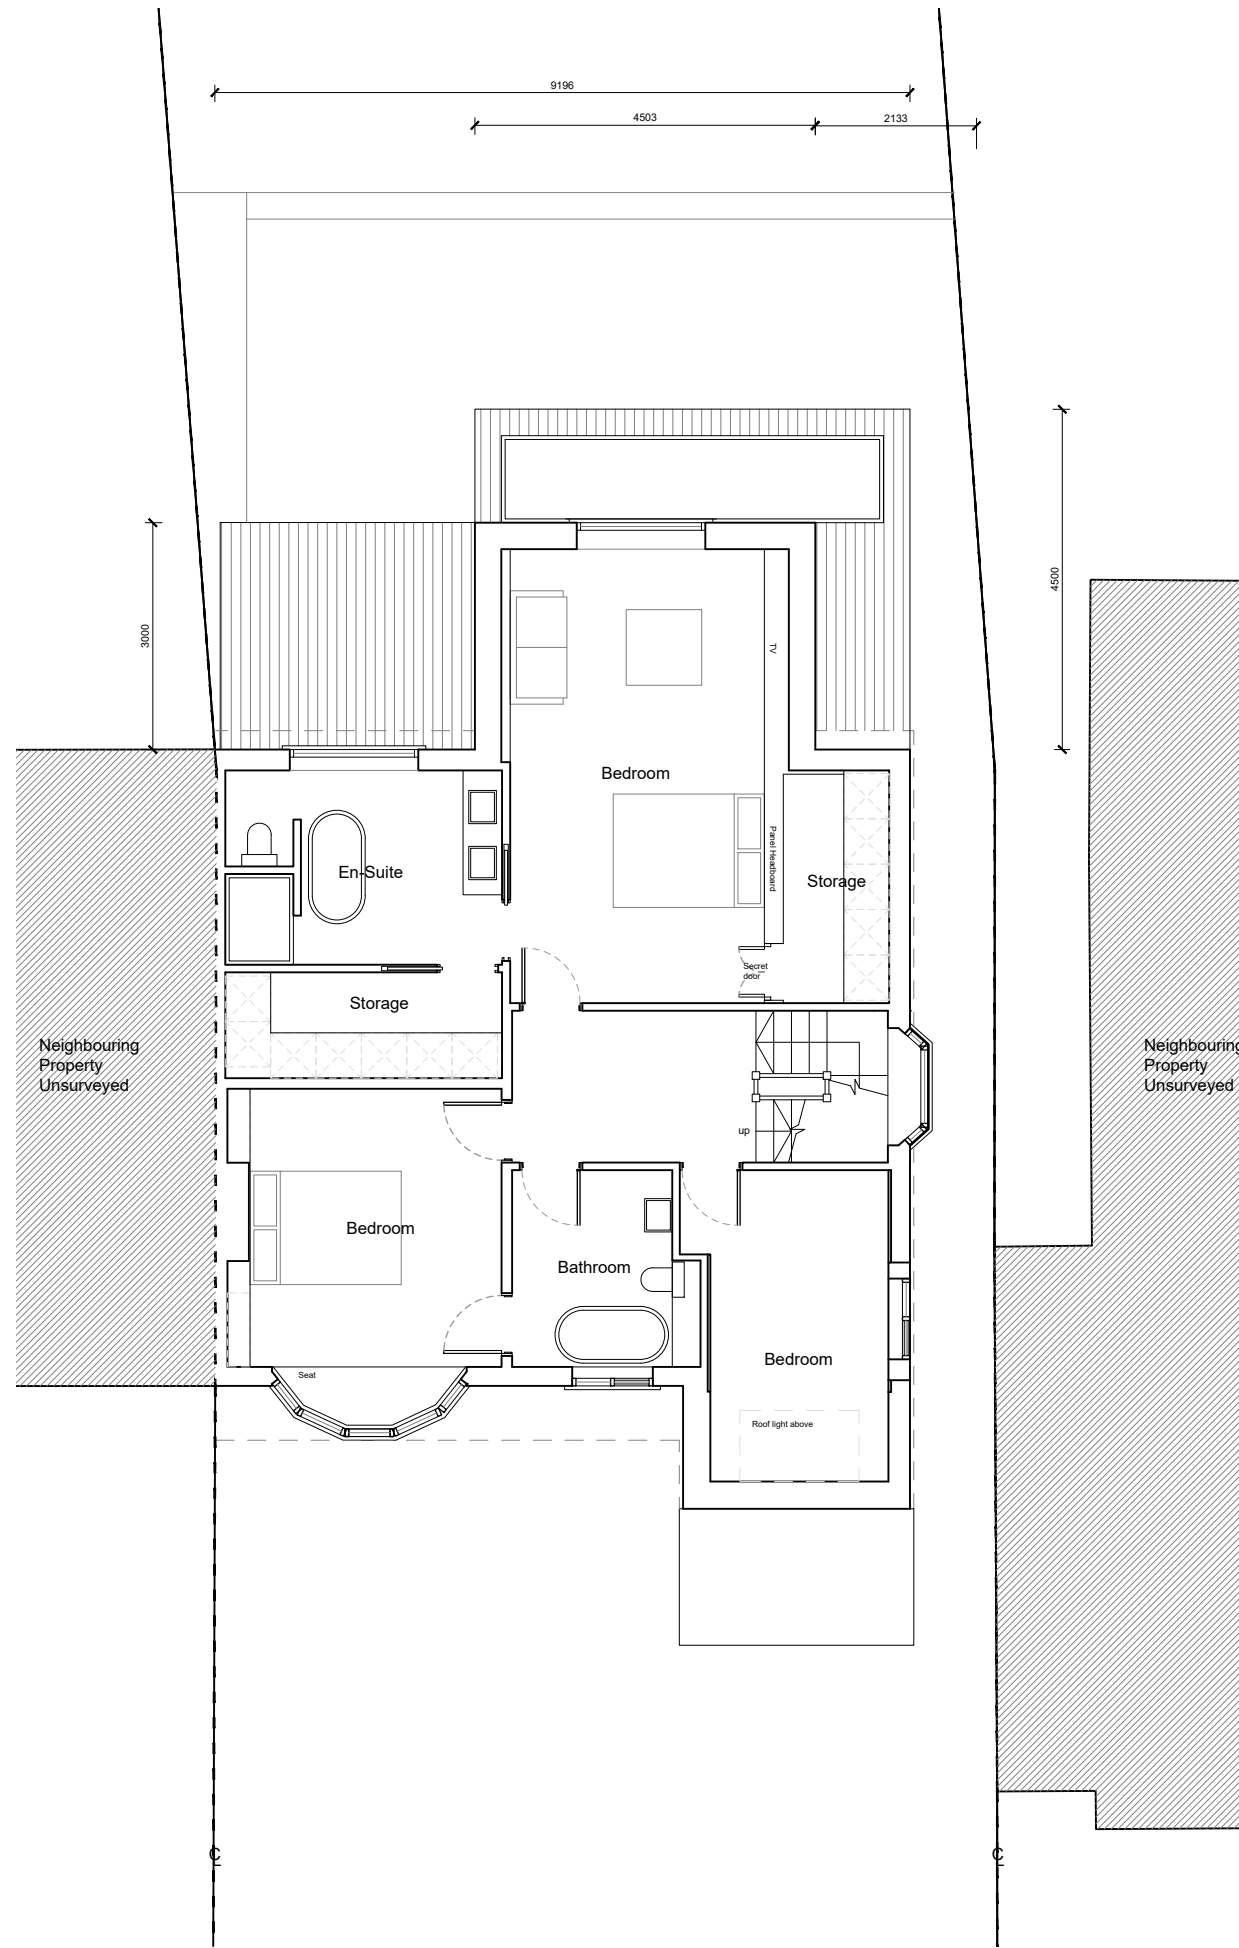 9196
4503
2133
4500
3000
TV
Bedroom
Panel Headboard
En-Suite
Storage
Secret
door
Storage
Neighbouring
Property
Unsurveyed
Neighbouring
Property
Unsurveyed
up
Bedroom
Bathroom
Bedroom
Seat
Roof light above
C
C